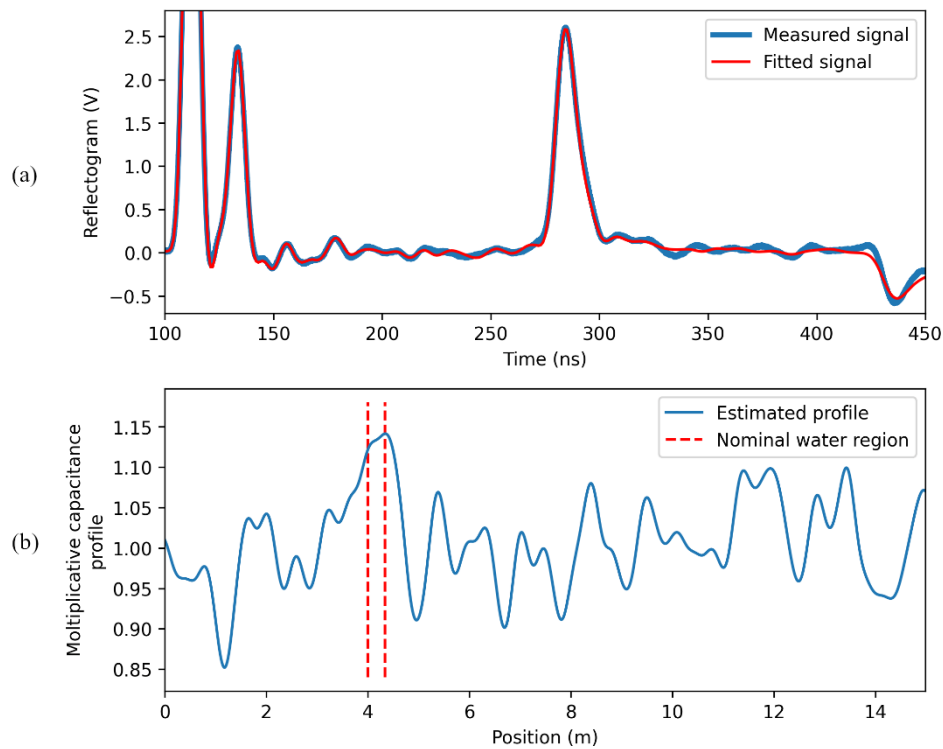 (a)
Reflectogram (V)
2.5
2.0
1.5
1.0
0.5
0.0
−0.5
Measured signal
Fitted signal
100 150 200 250 300 350 400 450
Time (ns)
(b)
Moltiplicative capacitance
profile
1.15
1.10
1.05
1.00
0.95
0.90
0.85
Estimated profile
Nominal water region
0 2 4 6 8 10 12 14
Position (m)